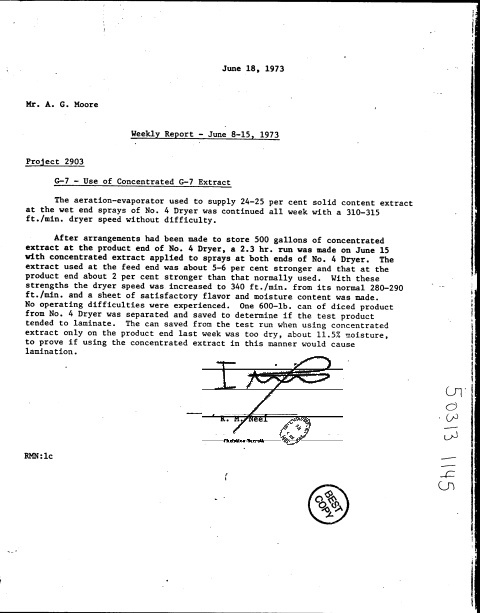 June 18, 1973
Mr. A. G. Moore
Weekly Report - June 8-15, 1973
Project 2903
G-7 - Use of Concentrated G-7 Extract
The aeration-evaporator used to supply 24-25 per cent solid content extract
at the wet end sprays of No. 4 Dryer was continued all week with a 310-315
ft./min. dryer speed without difficulty.
After arrangements had been made to store 500 gallons of concentrated
extract at the product end of No. 4 Dryer, a 2.3 hr. run was made on June 15
with concentrated extract applied to sprays at both ends of No. 4 Dryer. The
extract used at the feed end was about 5-6 per cent stronger and that at the
product end about 2 per cent stronger than that normally used. With these
strengths the dryer speed was increased to 340 ft./min. from its normal 280-290
ft./min. and a sheet of satisfactory flavor and moisture content was made.
No operating difficulties were experienced. One 600-lb. can of diced product
from No. 4 Dryer was separated and saved to determine if the test product
tended to laminate. The can saved from the test run when using concentrated
extract only on the product end last week was too dry, about 11.5% moisture,
to prove if using the concentrated extract in this manner would cause
lamination.
R. M. Neel
RMN:lc
BEST
COPY
50313 1145